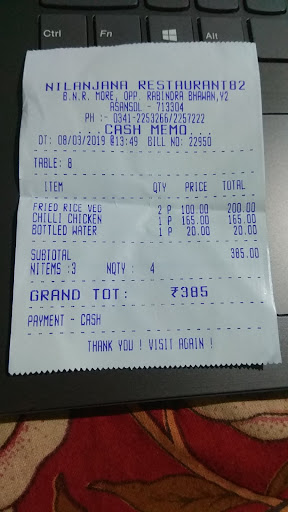 Ctrl Fn Alt
NILANJANA RESTAURANT82
B.N.R. MORE, OPP. RABINDRA BHAWAN,Y2
ASANSOL - 713304
PH :- 0341-2253266/2257222
...CASH MEMO...
DT: 08/03/2019 @13:49 BILL NO: 22950
TABLE: 8
ITEM QTY PRICE TOTAL
FRIED RICE VEG 2 P 100.00 200.00
CHILLI CHICKEN 1 P 165.00 165.00
BOTTLED WATER 1 P 20.00 20.00
SUBTOTAL 385.00
NITEMS :3 NQTY : 4
GRAND TOT: ₹385
PAYMENT - CASH
THANK YOU ! VISIT AGAIN !